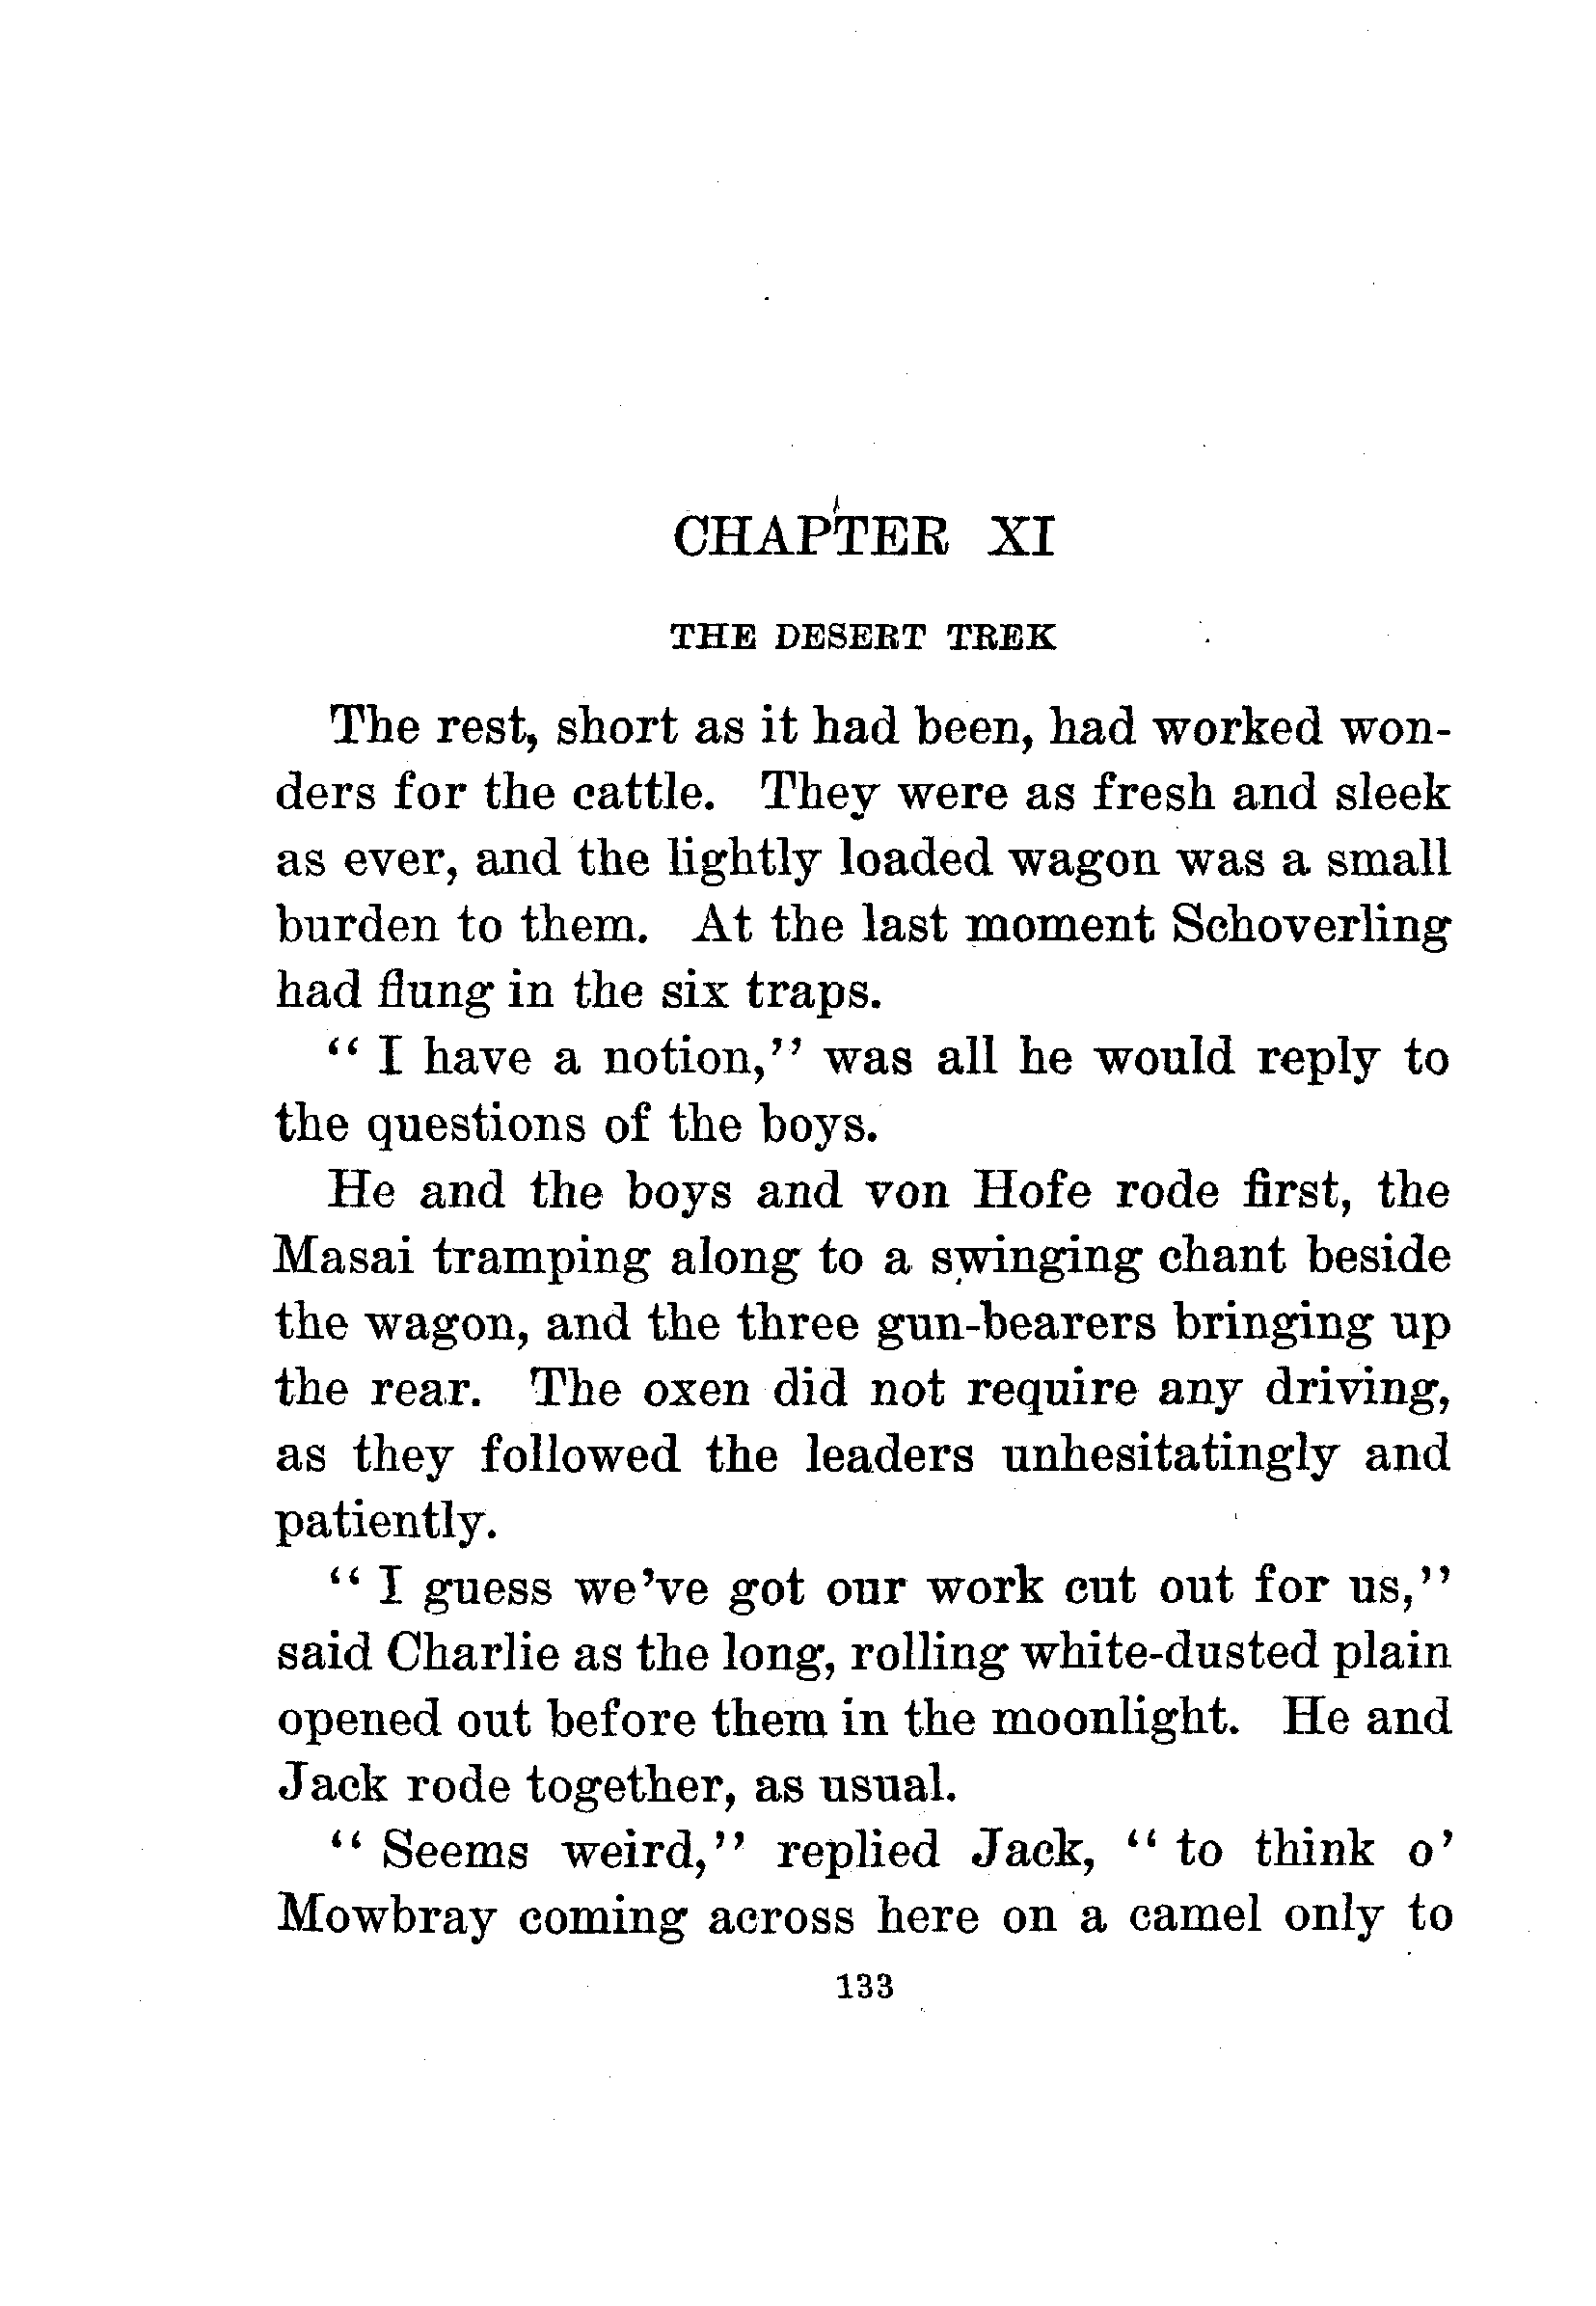 CHAPTER XI
THE DESERT TREK
The rest, short as it had been, had worked won-
ders for the cattle. They were as fresh and sleek
as ever, and the lightly loaded wagon was a small
burden to them. At the last moment Schoverling
had flung in the six traps.
“ I have a notion,” was all he would reply to
the questions of the boys.
He and the boys and von Hofe rode first, the
Masai tramping along to a swinging chant beside
the wagon, and the three gun-bearers bringing up
the rear. The oxen did not require any driving,
as they followed the leaders unhesitatingly and
patiently.
“ I guess we’ve got our work cut out for us,”
said Charlie as the long, rolling white-dusted plain
opened out before them in the moonlight. He and
Jack rode together, as usual.
“ Seems weird,” replied Jack, “ to think o’
Mowbray coming across here on a camel only to
133